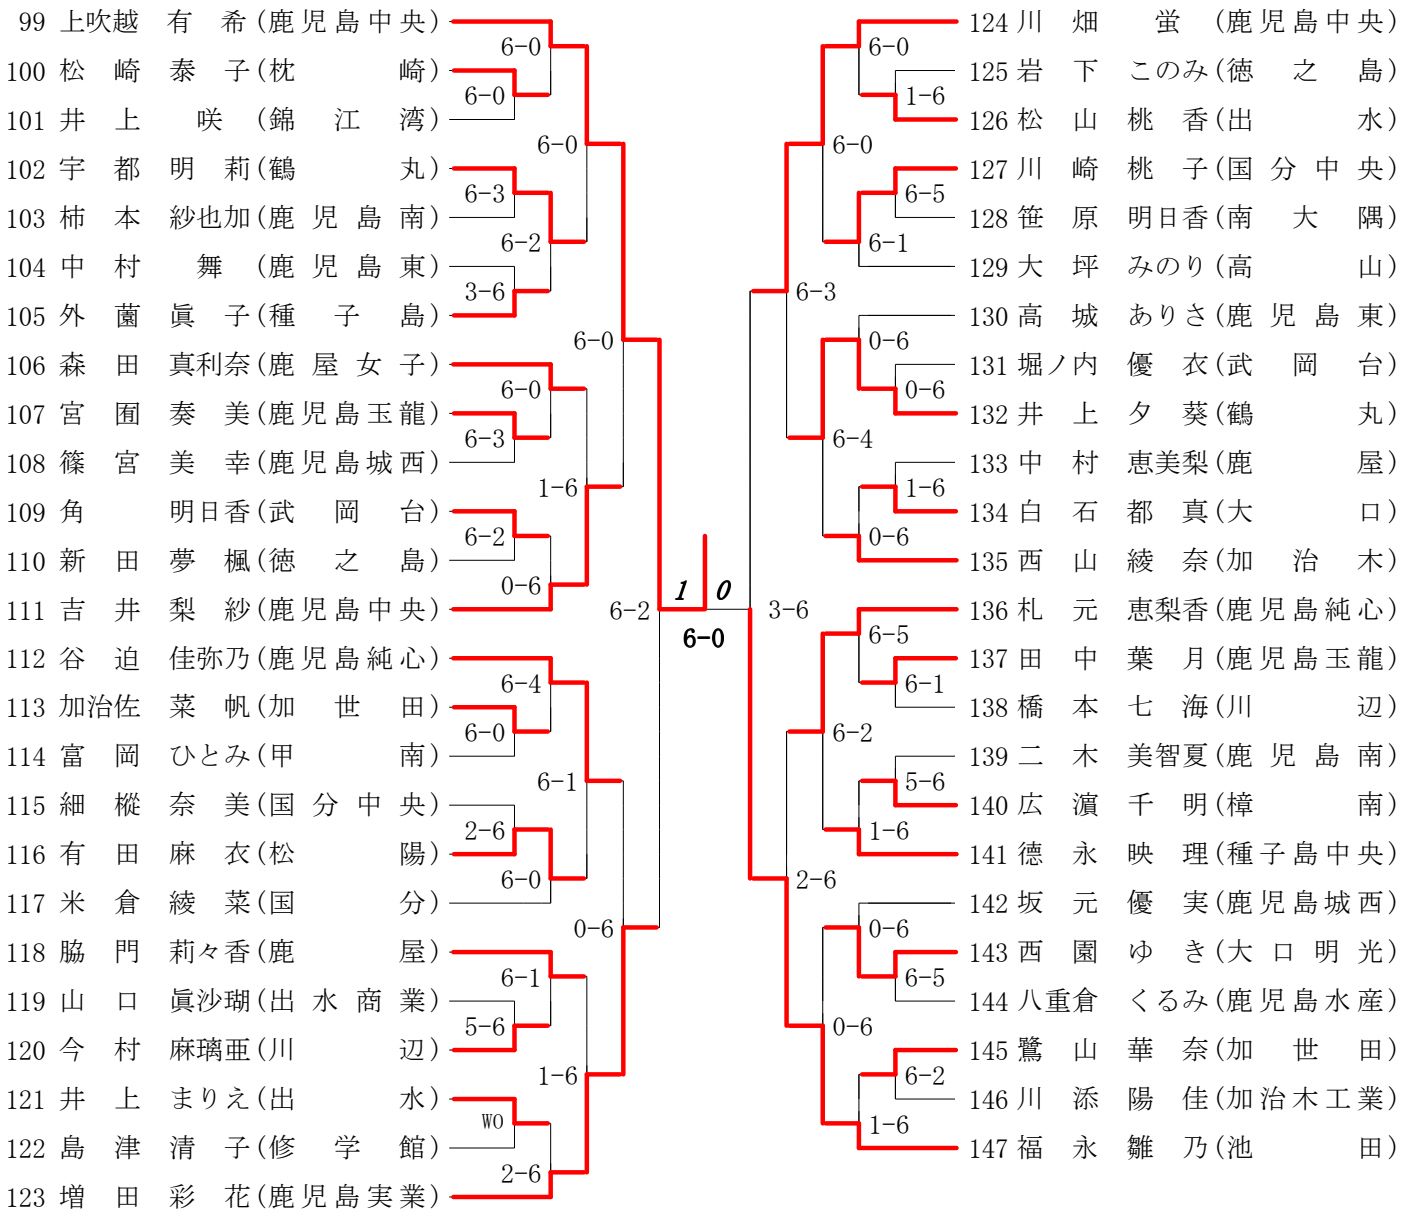 99 上吹越 有 希(鹿児島中央)
6-0
100 松 崎 泰 子(枕 崎)
6-0
101 井 上 咲 (錦 江 湾)
6-0
102 宇 都 明 莉(鶴 丸)
6-3
103 柿 本 紗也加(鹿 児 島 南)
6-2
104 中 村 舞 (鹿 児 島 東)
3-6
105 外 薗 眞 子(種 子 島)
6-0
106 森 田 真利奈(鹿 屋 女 子)
6-0
107 宮 囿 奏 美(鹿児島玉龍)
6-3
108 篠 宮 美 幸(鹿児島城西)
1-6
109 角 明日香(武 岡 台)
6-2
110 新 田 夢 楓(徳 之 島)
0-6
111 吉 井 梨 紗(鹿児島中央)
6-2
112 谷 迫 佳弥乃(鹿児島純心)
6-4
113 加治佐 菜 帆(加 世 田)
6-0
114 富 岡 ひとみ(甲 南)
6-1
115 細 樅 奈 美(国 分 中 央)
2-6
116 有 田 麻 衣(松 陽)
6-0
117 米 倉 綾 菜(国 分)
0-6
118 脇 門 莉々香(鹿 屋)
6-1
119 山 口 眞沙瑚(出 水 商 業)
5-6
120 今 村 麻璃亜(川 辺)
1-6
121 井 上 まりえ(出 水)
WO
122 島 津 清 子(修 学 館)
2-6
123 増 田 彩 花(鹿児島実業)
1 0
6-0
124 川 畑 蛍 (鹿児島中央)
6-0
125 岩 下 このみ(徳 之 島)
1-6
126 松 山 桃 香(出 水)
6-0
127 川 崎 桃 子(国 分 中 央)
6-5
128 笹 原 明日香(南 大 隅)
6-1
129 大 坪 みのり(高 山)
6-3
130 高 城 ありさ(鹿 児 島 東)
0-6
131 堀ノ内 優 衣(武 岡 台)
0-6
132 井 上 夕 葵(鶴 丸)
6-4
133 中 村 恵美梨(鹿 屋)
1-6
134 白 石 都 真(大 口)
0-6
135 西 山 綾 奈(加 治 木)
3-6
136 札 元 恵梨香(鹿児島純心)
6-5
137 田 中 葉 月(鹿児島玉龍)
6-1
138 橋 本 七 海(川 辺)
6-2
139 二 木 美智夏(鹿 児 島 南)
5-6
140 広 濵 千 明(樟 南)
1-6
141 德 永 映 理(種子島中央)
2-6
142 坂 元 優 実(鹿児島城西)
0-6
143 西 園 ゆ き(大 口 明 光)
6-5
144 八重倉 くるみ(鹿児島水産)
0-6
145 鷺 山 華 奈(加 世 田)
6-2
146 川 添 陽 佳(加治木工業)
1-6
147 福 永 雛 乃(池 田)